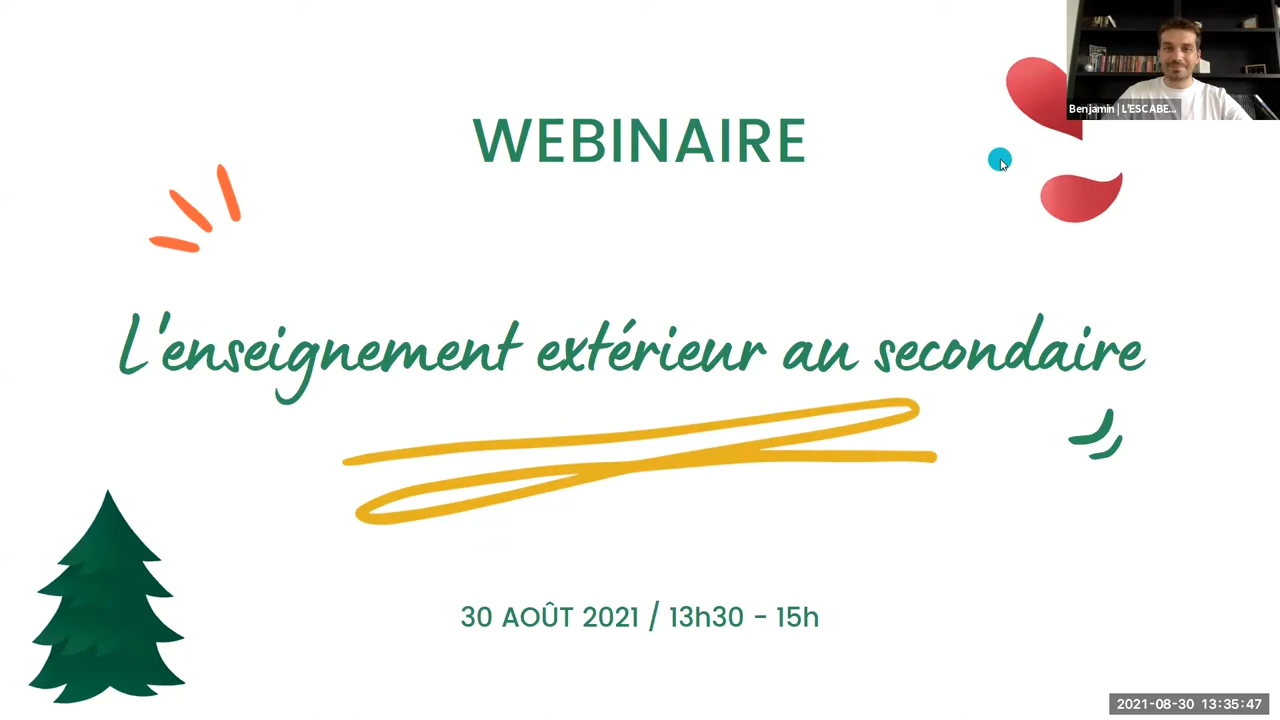 Benjamin | L'ESCABE...
WEBINAIRE
L'enseignement extérieur au secondaire
30 AOÛT 2021 / 13h30 - 15h
2021-08-30 13:35:47